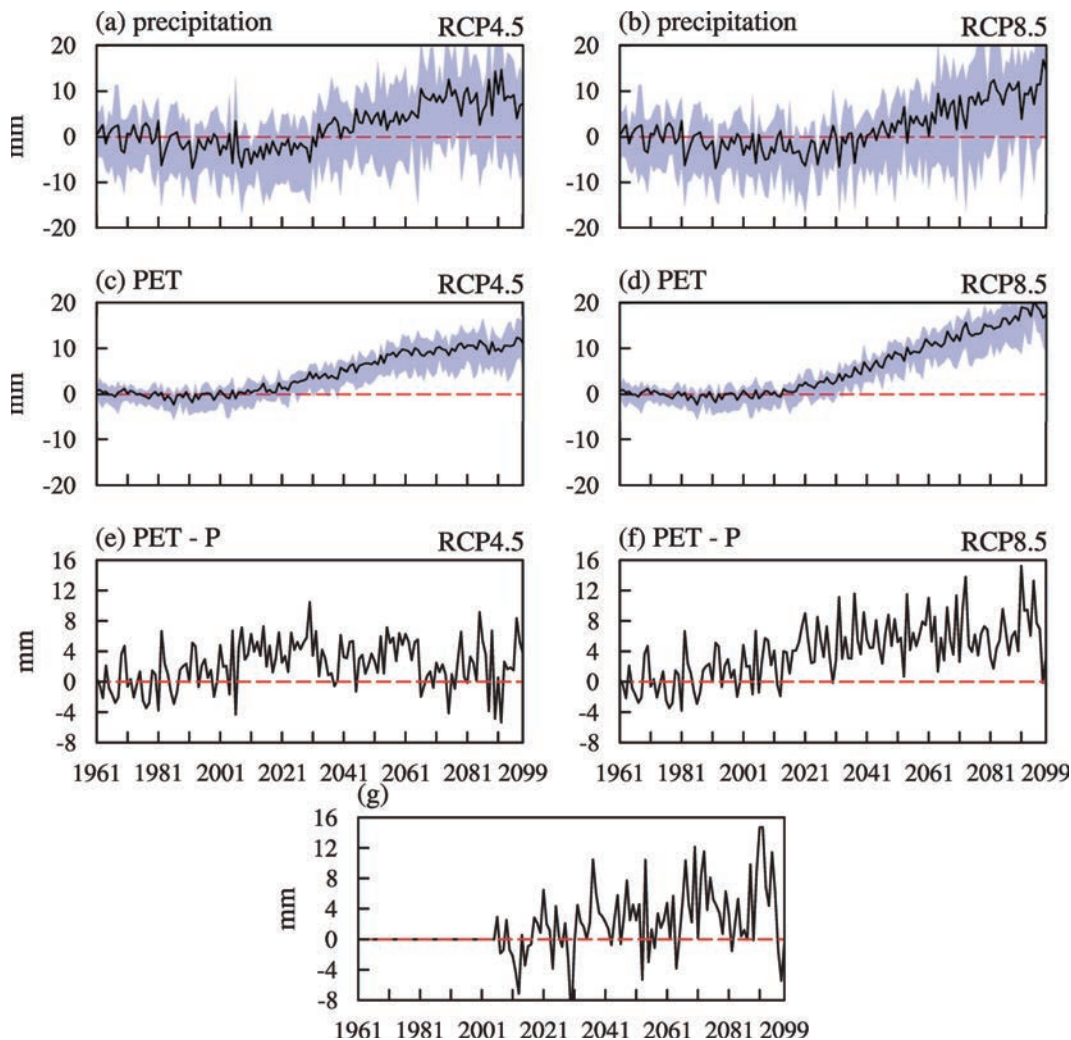 (a) precipitation RCP4.5
20
10
0
-10
-20
mm
(b) precipitation RCP8.5
20
10
0
-10
-20
(c) PET RCP4.5
20
10
0
-10
-20
mm
(d) PET RCP8.5
20
10
0
-10
-20
(e) PET - P RCP4.5
16
12
8
4
0
-4
-8
mm
1961 1981 2001 2021 2041 2061 2081 2099
(f) PET - P RCP8.5
16
12
8
4
0
-4
-8
1961 1981 2001 2021 2041 2061 2081 2099
(g)
16
12
8
4
0
-4
-8
mm
1961 1981 2001 2021 2041 2061 2081 2099